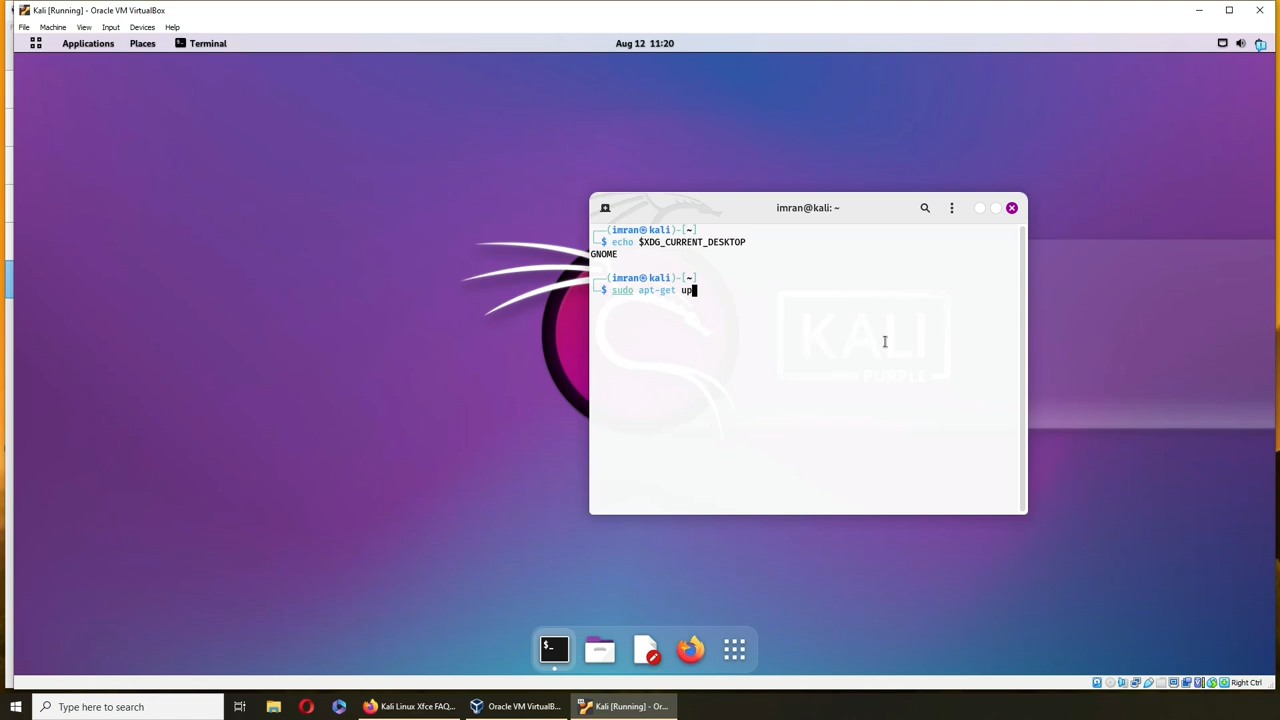 Kali [Running] - Oracle VM VirtualBox
File Machine View Input Devices Help
Applications Places Terminal Aug 12 11:20
imran@kali: ~
┌──(imran㉿kali)-[~]
└─$ echo $XDG_CURRENT_DESKTOP
GNOME
┌──(imran㉿kali)-[~]
└─$ sudo apt-get up
KALI
PURPLE
$_
Right Ctrl
Type here to search
Kali Linux Xfce FAQ...
Oracle VM VirtualB...
Kali [Running] - Or...